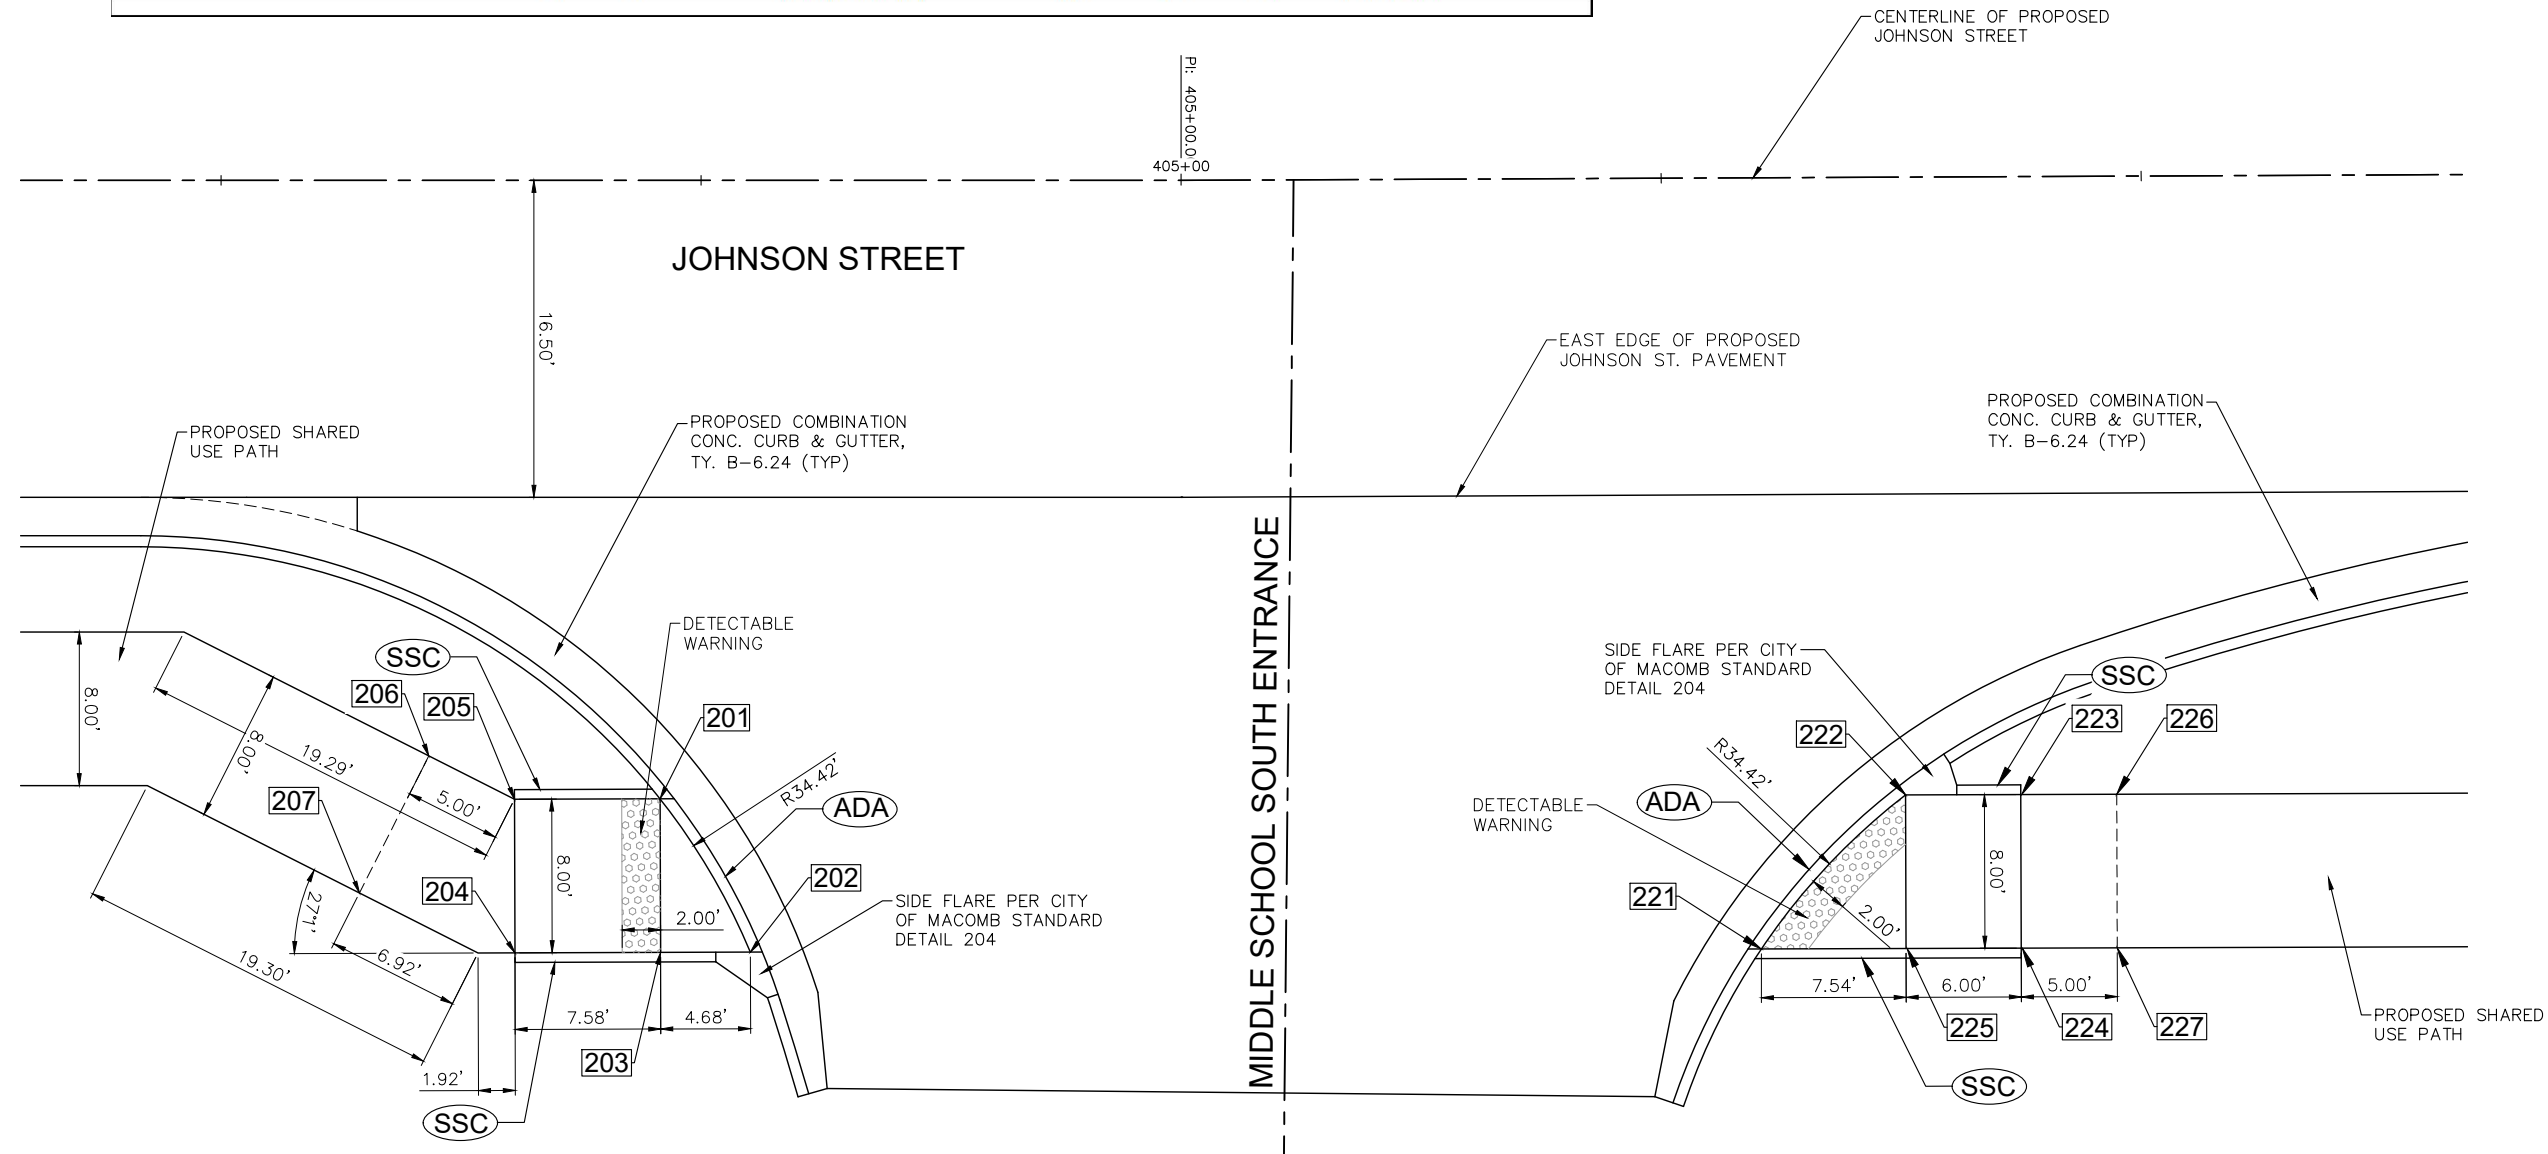 CENTERLINE OF PROPOSED
JOHNSON STREET
PI: 405+00.0
405+00
JOHNSON STREET
16.50'
EAST EDGE OF PROPOSED
JOHNSON ST. PAVEMENT
PROPOSED SHARED
USE PATH
PROPOSED COMBINATION
CONC. CURB & GUTTER,
TY. B-6.24 (TYP)
PROPOSED COMBINATION
CONC. CURB & GUTTER,
TY. B-6.24 (TYP)
MIDDLE SCHOOL SOUTH ENTRANCE
DETECTABLE
WARNING
SSC
206
205
201
8.00'
8.00'
19.29'
5.00'
207
R34.42'
ADA
8.00'
204
202
2.00'
SIDE FLARE PER CITY
OF MACOMB STANDARD
DETAIL 204
27°1'
6.92'
19.30'
7.58'
4.68'
203
1.92'
SSC
SIDE FLARE PER CITY
OF MACOMB STANDARD
DETAIL 204
SSC
222
223
226
R34.42'
ADA
DETECTABLE
WARNING
221
8.00'
2.00'
7.54'
6.00'
5.00'
225
224
227
SSC
PROPOSED SHARED
USE PATH